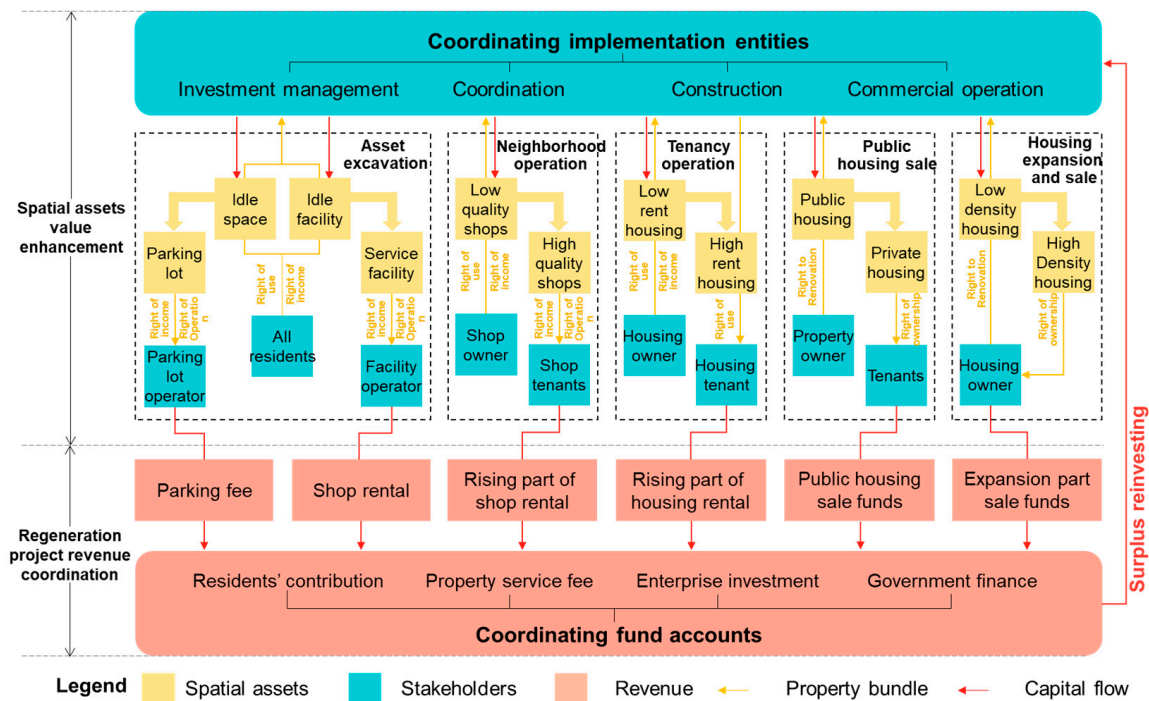 Coordinating implementation entities
Investment management
Coordination
Construction
Commercial operation
Spatial assets
value
enhancement
Asset
excavation
Idle
space
Idle
facility
Parking
lot
Service
facility
Right of
use
Right of
income
Right of
income
Right of
Operatio
n
Right of
income
Right of
Operatio
n
Parking
lot
operator
All
residents
Facility
operator
Neighborhood
operation
Low
quality
shops
High
quality
shops
Right of
use
Right of
income
Right of
income
Right of
Operatio
n
Shop
owner
Shop
tenants
Tenancy
operation
Low
rent
housing
High
rent
housing
Right of
use
Right of
income
Right of
use
Housing
owner
Housing
tenant
Public
housing sale
Public
housing
Private
housing
Right to
Renovation
Right of
ownership
Property
owner
Tenants
Housing
expansion
and sale
Low
density
housing
High
Density
housing
Right to
Renovation
Right of
ownership
Housing
owner
Surplus reinvesting
Regeneration
project revenue
coordination
Parking fee
Shop rental
Rising part of
shop rental
Rising part of
housing rental
Public housing
sale funds
Expansion part
sale funds
Residents' contribution
Property service fee
Enterprise investment
Government finance
Coordinating fund accounts
Legend
Spatial assets
Stakeholders
Revenue
Property bundle
Capital flow